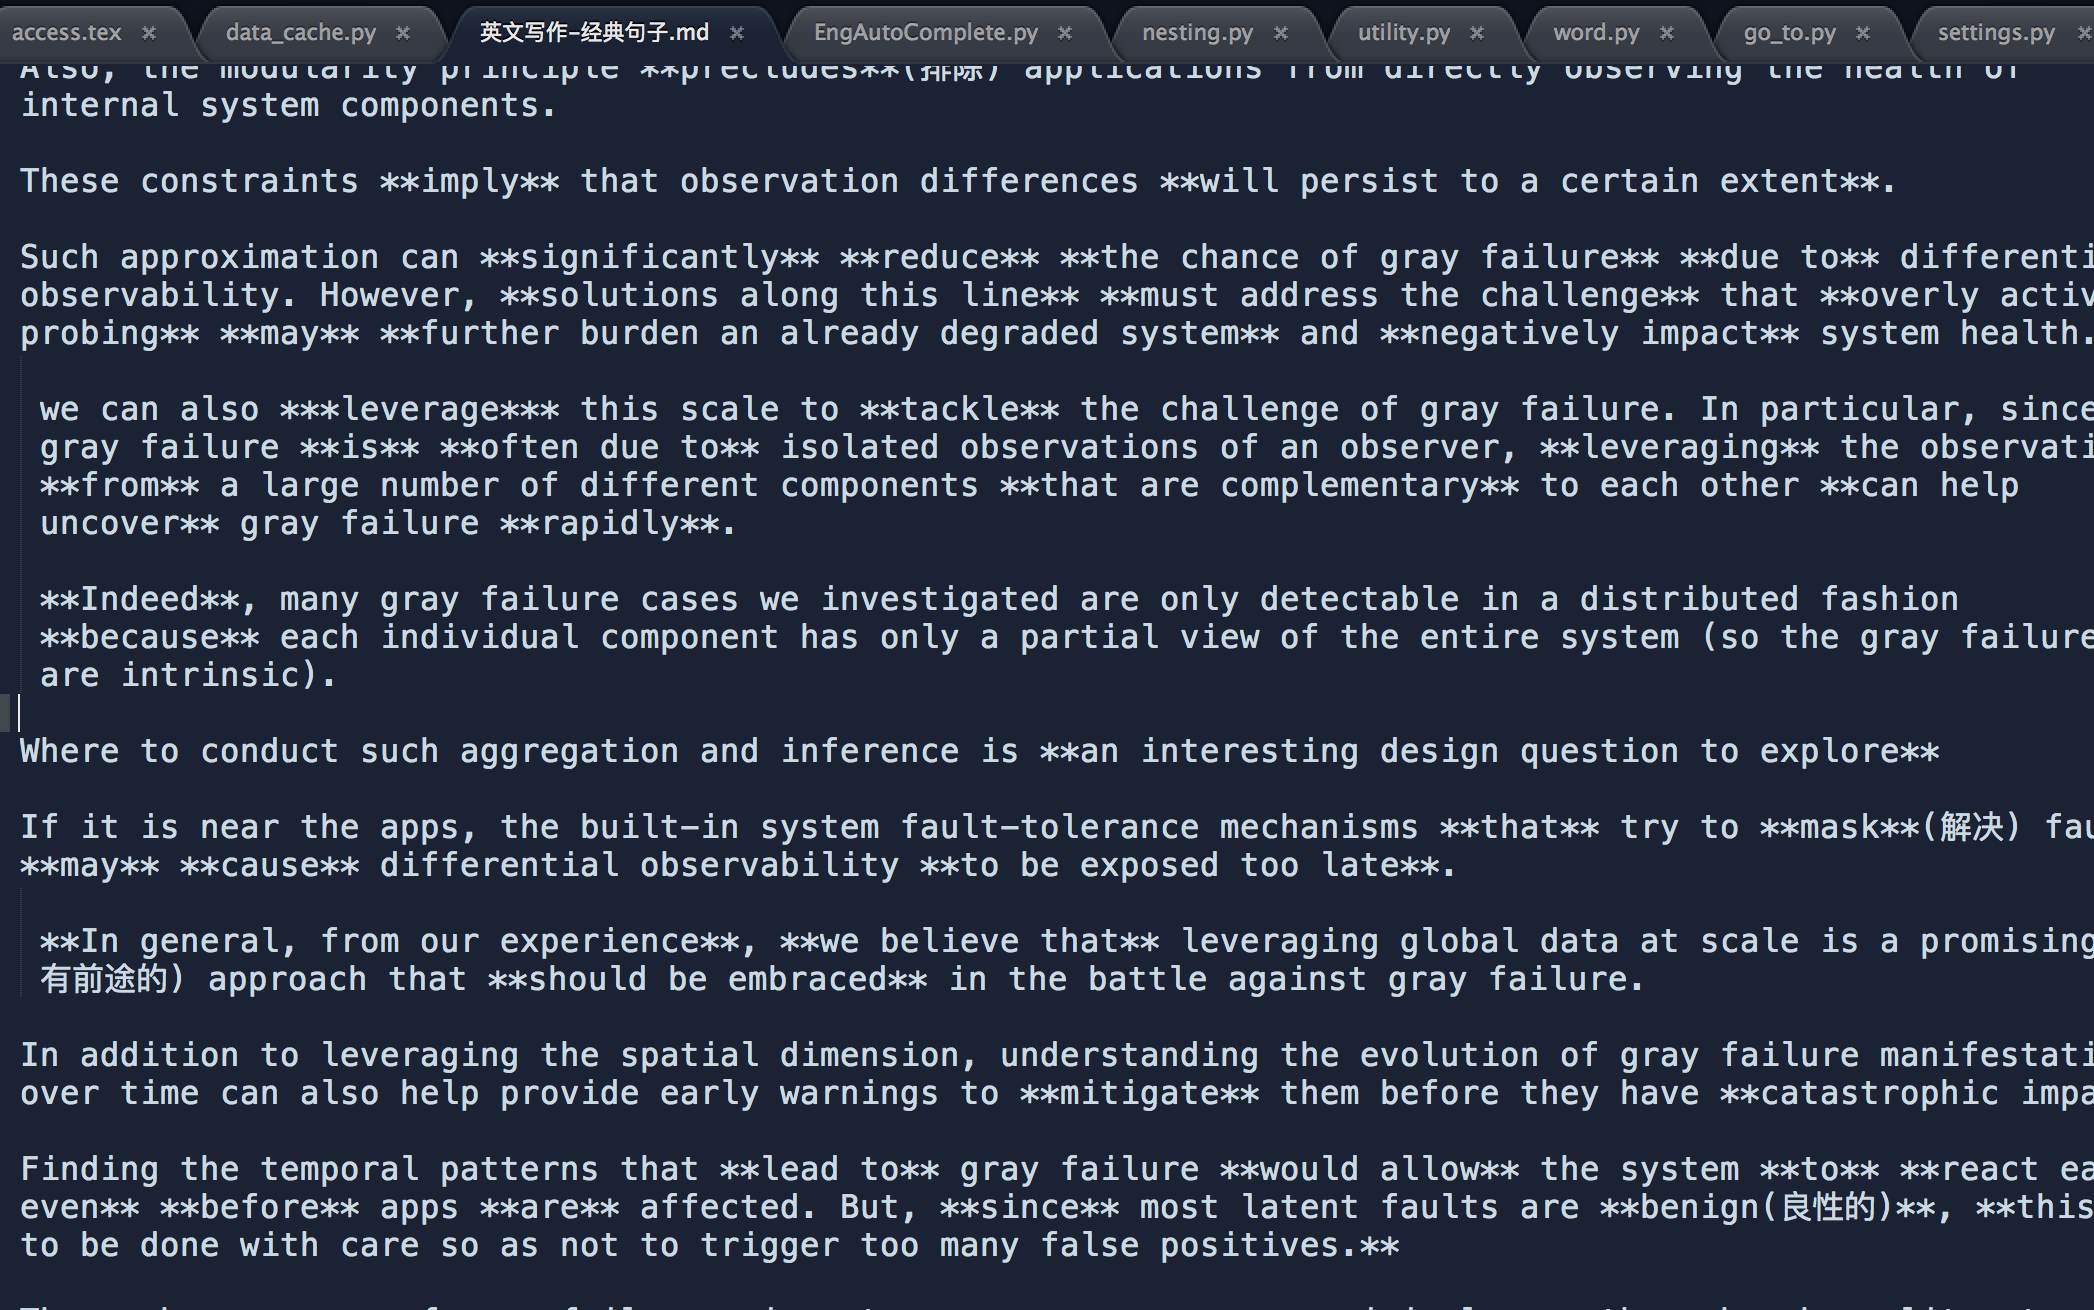 access.tex × data_cache.py × 英文写作-经典句子.md × EngAutoComplete.py × nesting.py × utility.py × word.py × go_to.py × settings.py ×
Also, the modularity principle **precludes**(排除) applications from directly observing the health of
internal system components.
These constraints **imply** that observation differences **will persist to a certain extent**.
Such approximation can **significantly** **reduce** **the chance of gray failure** **due to** differenti
observability. However, **solutions along this line** **must address the challenge** that **overly activ
probing** **may** **further burden an already degraded system** and **negatively impact** system health.
we can also ***leverage*** this scale to **tackle** the challenge of gray failure. In particular, since
gray failure **is** **often due to** isolated observations of an observer, **leveraging** the observati
**from** a large number of different components **that are complementary** to each other **can help
uncover** gray failure **rapidly**.
**Indeed**, many gray failure cases we investigated are only detectable in a distributed fashion
**because** each individual component has only a partial view of the entire system (so the gray failure
are intrinsic).
Where to conduct such aggregation and inference is **an interesting design question to explore**
If it is near the apps, the built-in system fault-tolerance mechanisms **that** try to **mask**(解决) fau
**may** **cause** differential observability **to be exposed too late**.
**In general, from our experience**, **we believe that** leveraging global data at scale is a promising
有前途的) approach that **should be embraced** in the battle against gray failure.
In addition to leveraging the spatial dimension, understanding the evolution of gray failure manifestati
over time can also help provide early warnings to **mitigate** them before they have **catastrophic impa
Finding the temporal patterns that **lead to** gray failure **would allow** the system **to** **react ea
even** **before** apps **are** affected. But, **since** most latent faults are **benign(良性的)**, **this
to be done with care so as not to trigger too many false positives.**